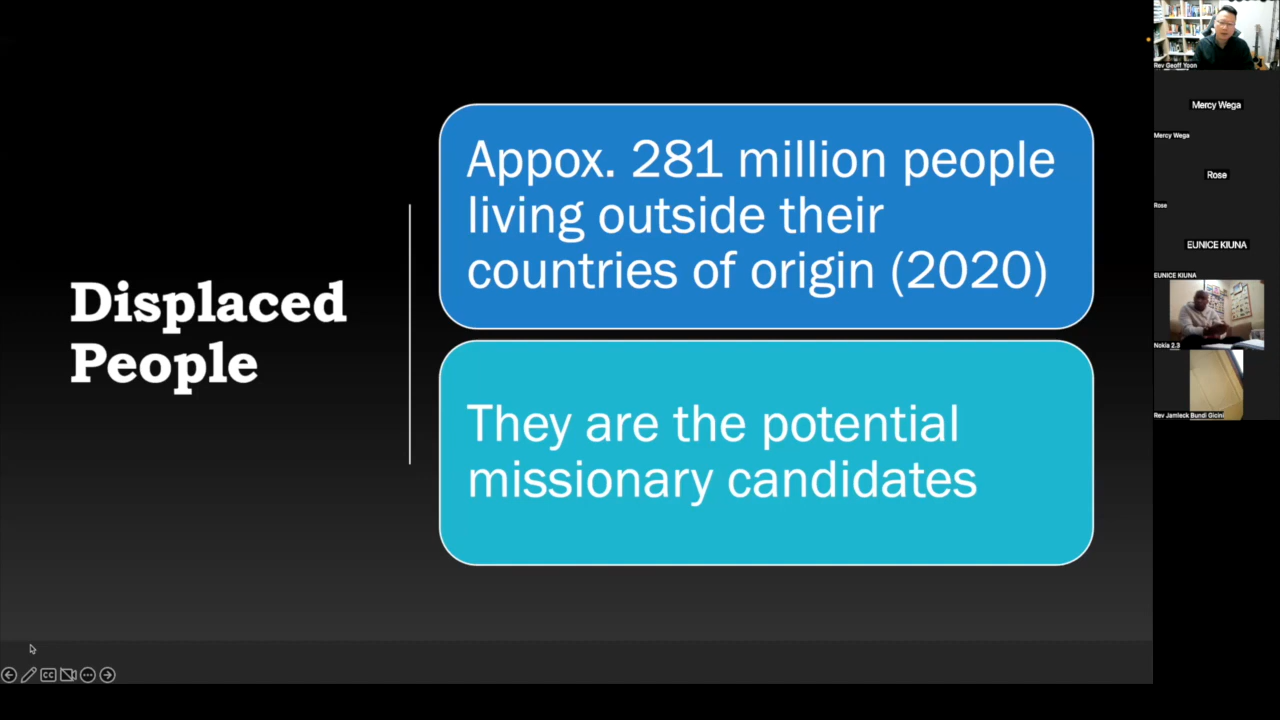 Displaced
People
Appox. 281 million people
living outside their
countries of origin (2020)
They are the potential
missionary candidates
Rev Geoff Yoon
Mercy Wega
Mercy Wega
Rose
Rose
EUNICE KIUNA
EUNICE KIUNA
Nokia 2.3
Rev Jamleck Bundi Gicini
CC